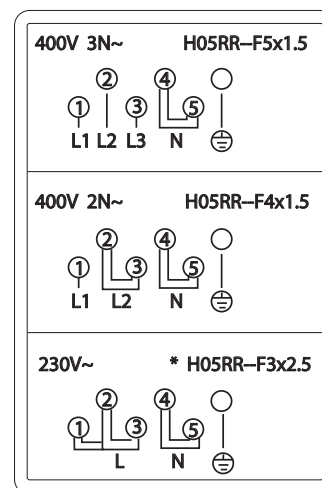 400V 3N~ H05RR--F5x1.5
2 4
1 3 5
L1 L2 L3 N
400V 2N~ H05RR--F4x1.5
2 4
1 3 5
L1 L2 N
230V~ * H05RR--F3x2.5
2 4
1 3 5
L N